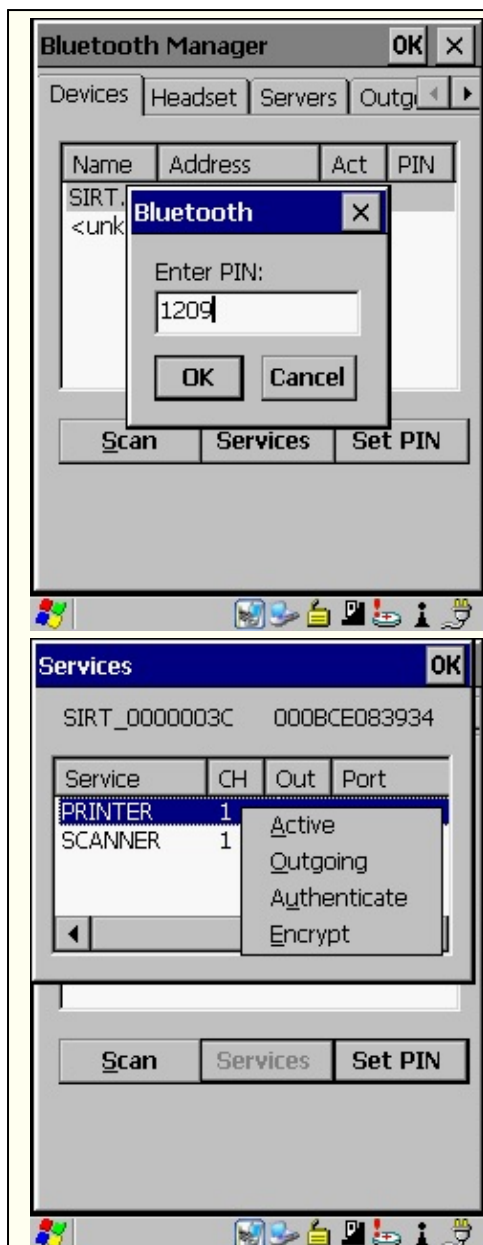 Bluetooth Manager OK ×
Devices Headset Servers Outg
Name Address Act PIN
SIRT.
<unk
Bluetooth ×
Enter PIN:
1209
OK Cancel
Scan Services Set PIN
Services OK
SIRT_0000003C 000BCE083934
Service CH Out Port
PRINTER 1
SCANNER 1
Active
Outgoing
Authenticate
Encrypt
Scan Services Set PIN